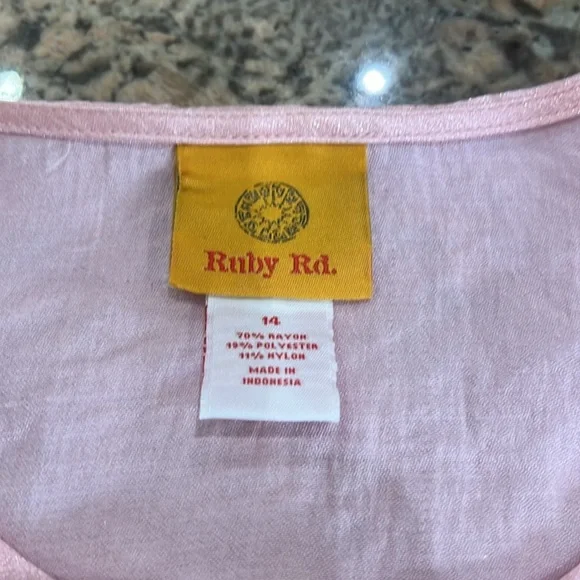 Ruby Rd.
14
70% RAYON
19% POLYESTER
11% NYLON
MADE IN
INDONESIA